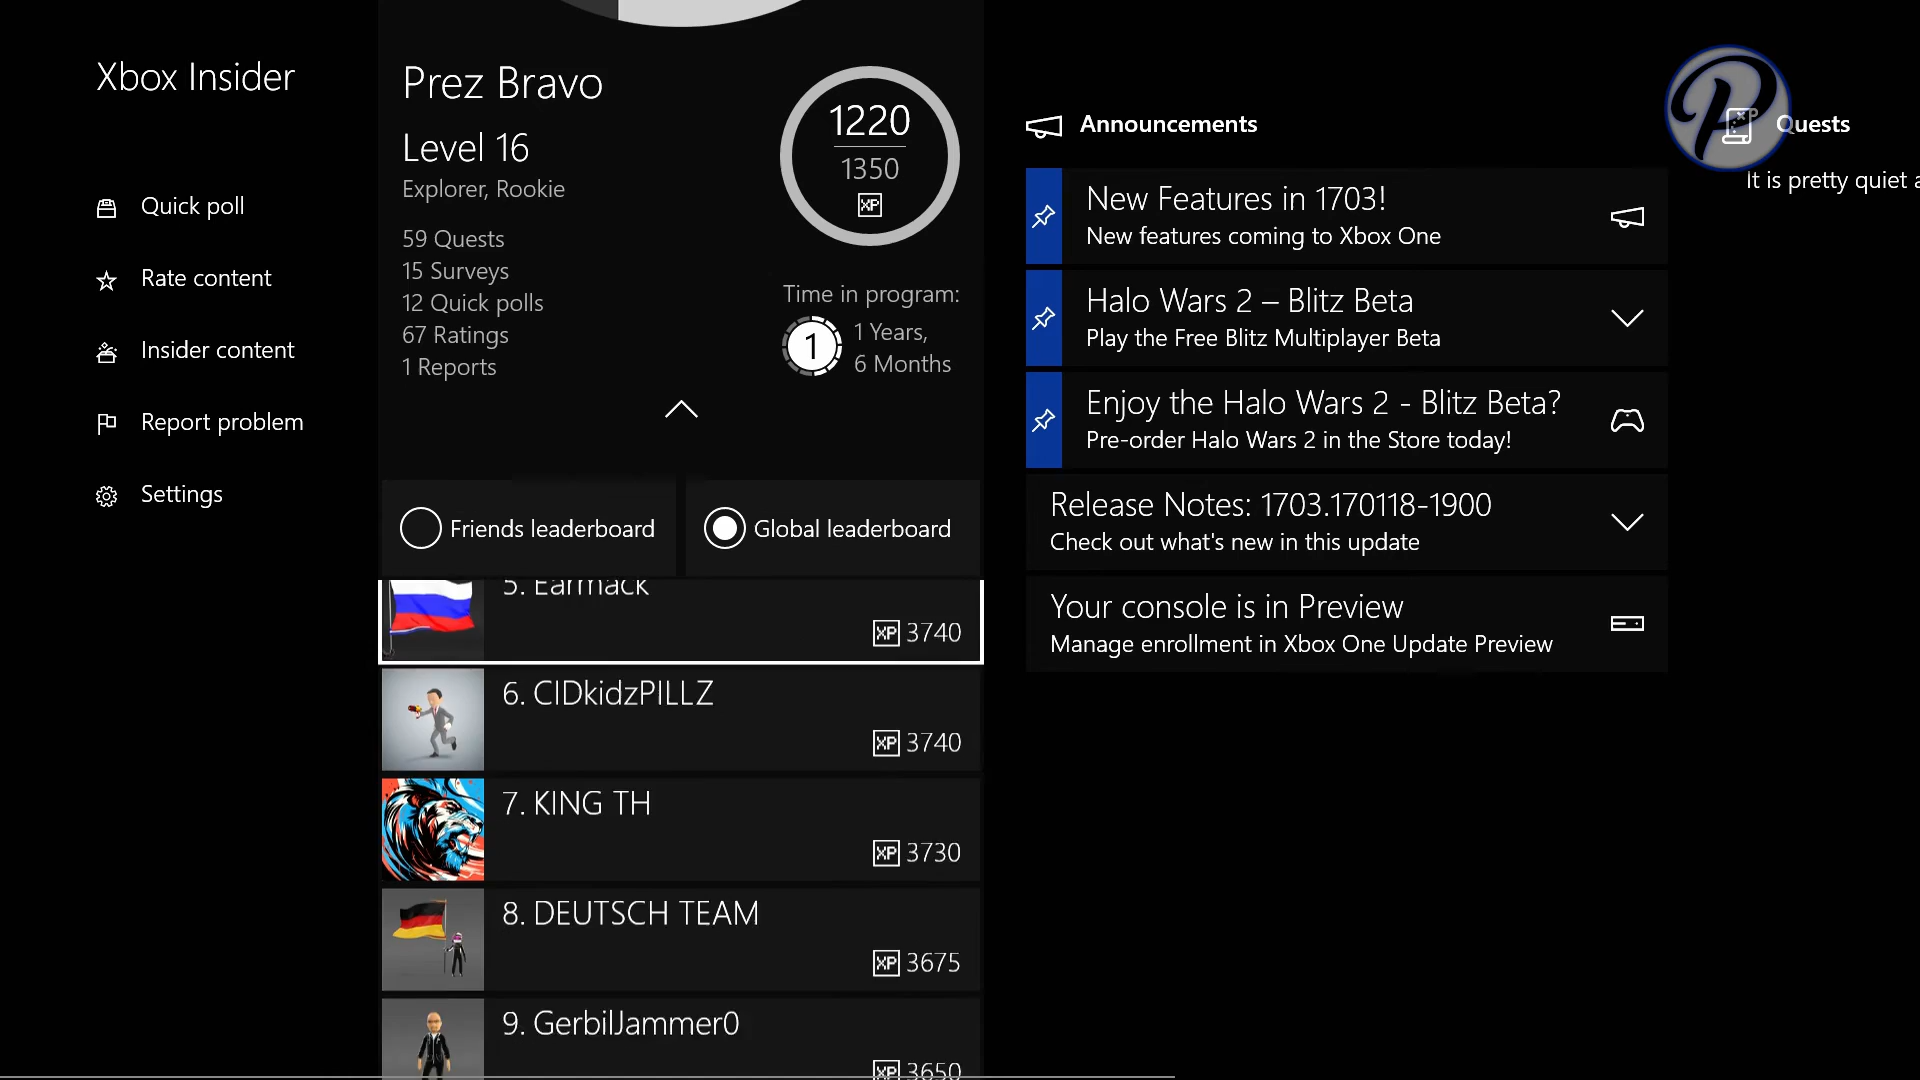 Xbox Insider
Quick poll
Rate content
Insider content
Report problem
Settings
Prez Bravo
Level 16
Explorer, Rookie
59 Quests
15 Surveys
12 Quick polls
67 Ratings
1 Reports
1220
1350
XP
Time in program:
1
1 Years,
6 Months
Friends leaderboard
Global leaderboard
5. Earmack
XP 3740
6. CIDkidzPILLZ
XP 3740
7. KING TH
XP 3730
8. DEUTSCH TEAM
XP 3675
9. GerbilJammer0
XP 3650
Announcements
New Features in 1703!
New features coming to Xbox One
Halo Wars 2 – Blitz Beta
Play the Free Blitz Multiplayer Beta
Enjoy the Halo Wars 2 - Blitz Beta?
Pre-order Halo Wars 2 in the Store today!
Release Notes: 1703.170118-1900
Check out what's new in this update
Your console is in Preview
Manage enrollment in Xbox One Update Preview
P
XP
Quests
It is pretty quiet a